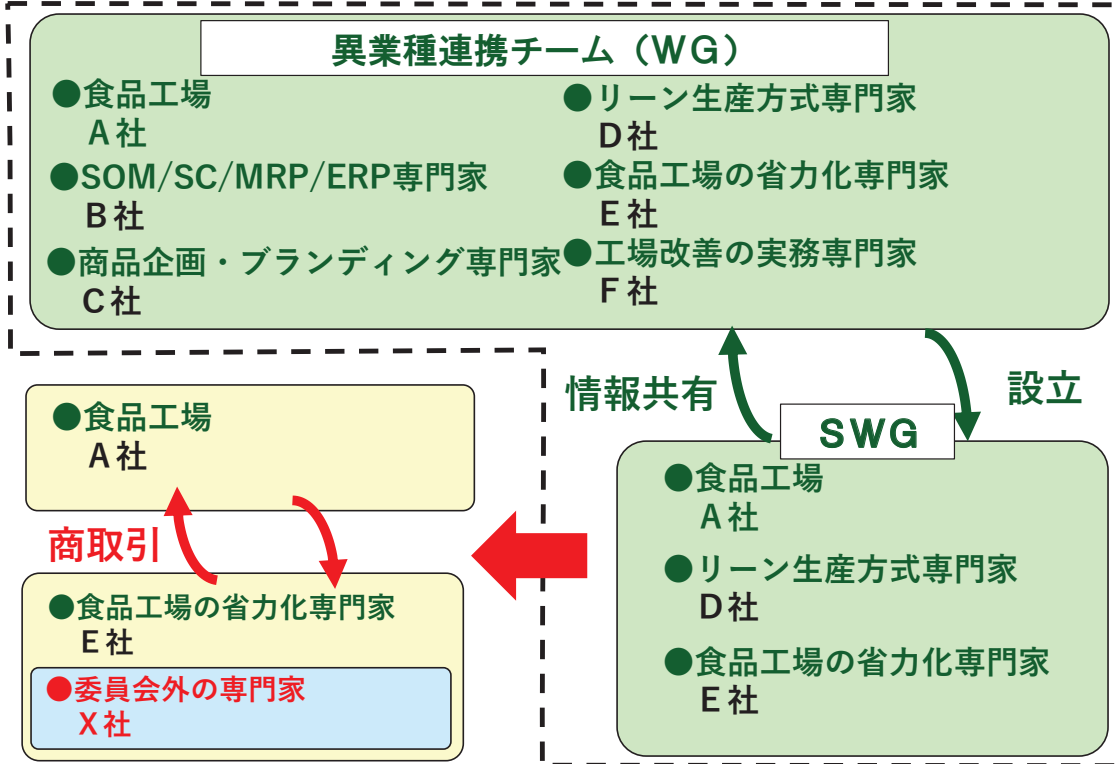 異業種連携チーム（WG）
●食品工場
A社
●SOM/SC/MRP/ERP専門家
B社
●商品企画・ブランディング専門家
C社
●リーン生産方式専門家
D社
●食品工場の省力化専門家
E社
●工場改善の実務専門家
F社
情報共有
設立
SWG
●食品工場
A社
●リーン生産方式専門家
D社
●食品工場の省力化専門家
E社
●食品工場
A社
商取引
●食品工場の省力化専門家
E社
●委員会外の専門家
X社